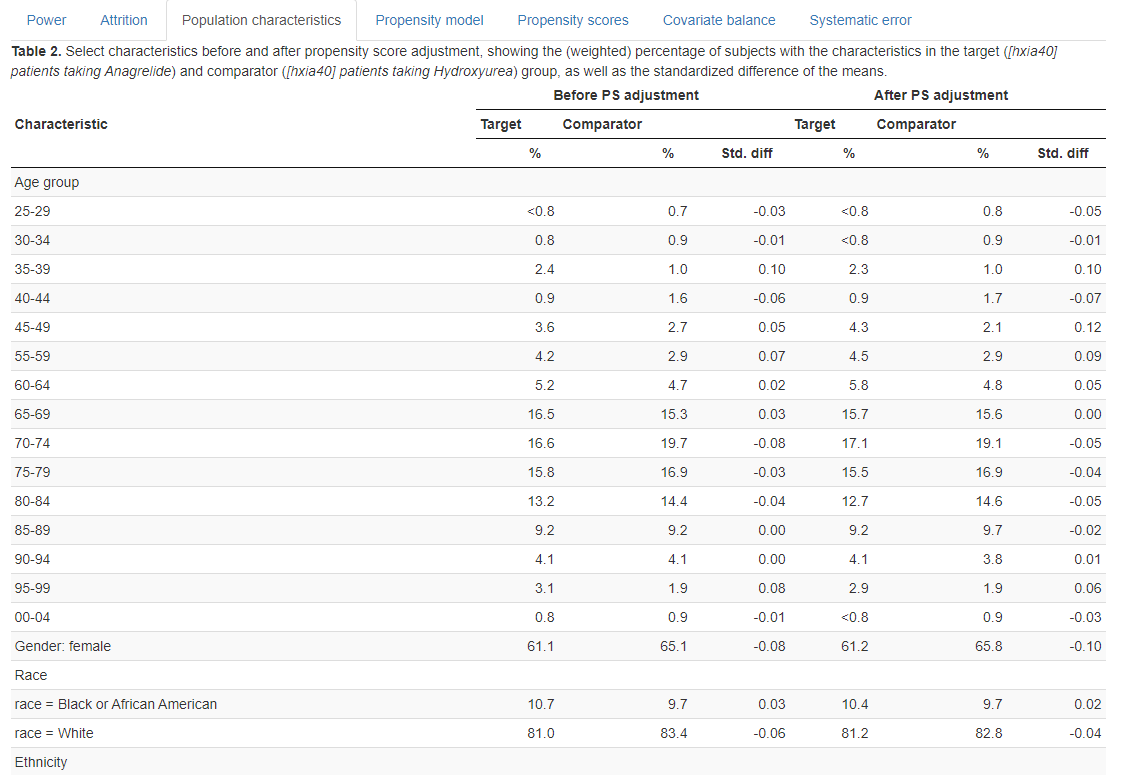 Power Attrition Population characteristics Propensity model Propensity scores Covariate balance Systematic error
Table 2. Select characteristics before and after propensity score adjustment, showing the (weighted) percentage of subjects with the characteristics in the target ([hxia40]
patients taking Anagrelide) and comparator ([hxia40] patients taking Hydroxyurea) group, as well as the standardized difference of the means.
Before PS adjustment After PS adjustment
Characteristic Target Comparator Target Comparator
% % Std. diff % % Std. diff
Age group
25-29 <0.8 0.7 -0.03 <0.8 0.8 -0.05
30-34 0.8 0.9 -0.01 <0.8 0.9 -0.01
35-39 2.4 1.0 0.10 2.3 1.0 0.10
40-44 0.9 1.6 -0.06 0.9 1.7 -0.07
45-49 3.6 2.7 0.05 4.3 2.1 0.12
55-59 4.2 2.9 0.07 4.5 2.9 0.09
60-64 5.2 4.7 0.02 5.8 4.8 0.05
65-69 16.5 15.3 0.03 15.7 15.6 0.00
70-74 16.6 19.7 -0.08 17.1 19.1 -0.05
75-79 15.8 16.9 -0.03 15.5 16.9 -0.04
80-84 13.2 14.4 -0.04 12.7 14.6 -0.05
85-89 9.2 9.2 0.00 9.2 9.7 -0.02
90-94 4.1 4.1 0.00 4.1 3.8 0.01
95-99 3.1 1.9 0.08 2.9 1.9 0.06
00-04 0.8 0.9 -0.01 <0.8 0.9 -0.03
Gender: female 61.1 65.1 -0.08 61.2 65.8 -0.10
Race
race = Black or African American 10.7 9.7 0.03 10.4 9.7 0.02
race = White 81.0 83.4 -0.06 81.2 82.8 -0.04
Ethnicity